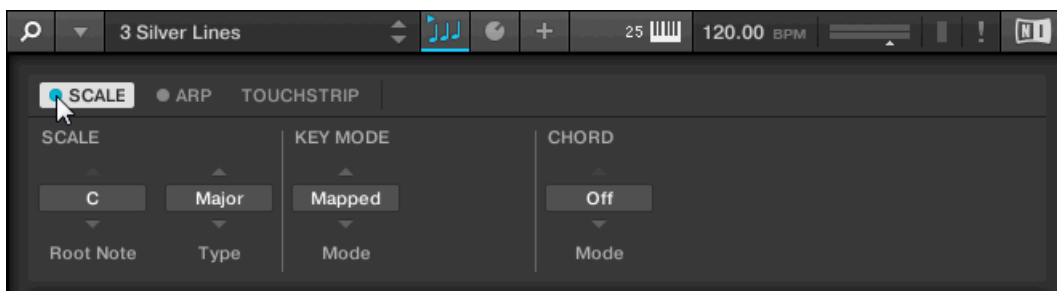 3 Silver Lines 25 120.00 BPM ! NI
SCALE ARP TOUCHSTRIP
SCALE KEY MODE CHORD
C Major Mapped Off
Root Note Type Mode Mode